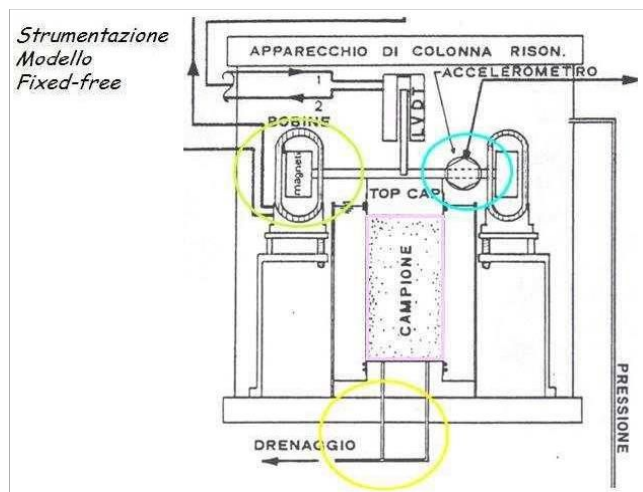 Strumentazione
Modello
Fixed-free
APPARECCHIO DI COLONNA RISON.
ACCELEROMETRO
1
2
LVDT
BOBINE
magneti
TOP CAP
CAMPIONE
PRESSIONE
DRENAGGIO